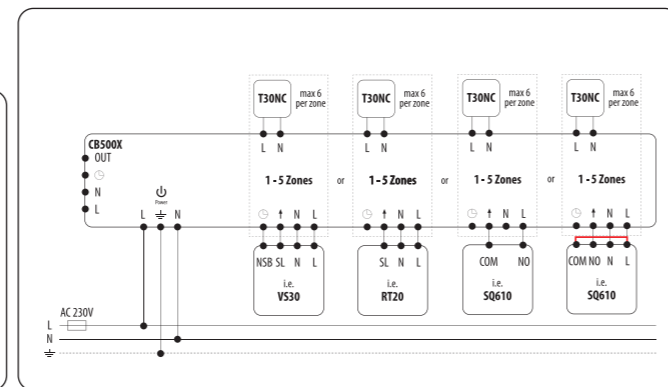 T30NC max 6 per zone
T30NC max 6 per zone
T30NC max 6 per zone
T30NC max 6 per zone
CB500X
OUT
N
L
L N
L N
L N
L N
1 - 5 Zones or 1 - 5 Zones or 1 - 5 Zones or 1 - 5 Zones
Power
L N
N L
N L
N L
N L
NSB SL N L
i.e.
VS30
SL N L
i.e.
RT20
COM NO
i.e.
SQ610
COM NO N L
i.e.
SQ610
AC 230V
L
N